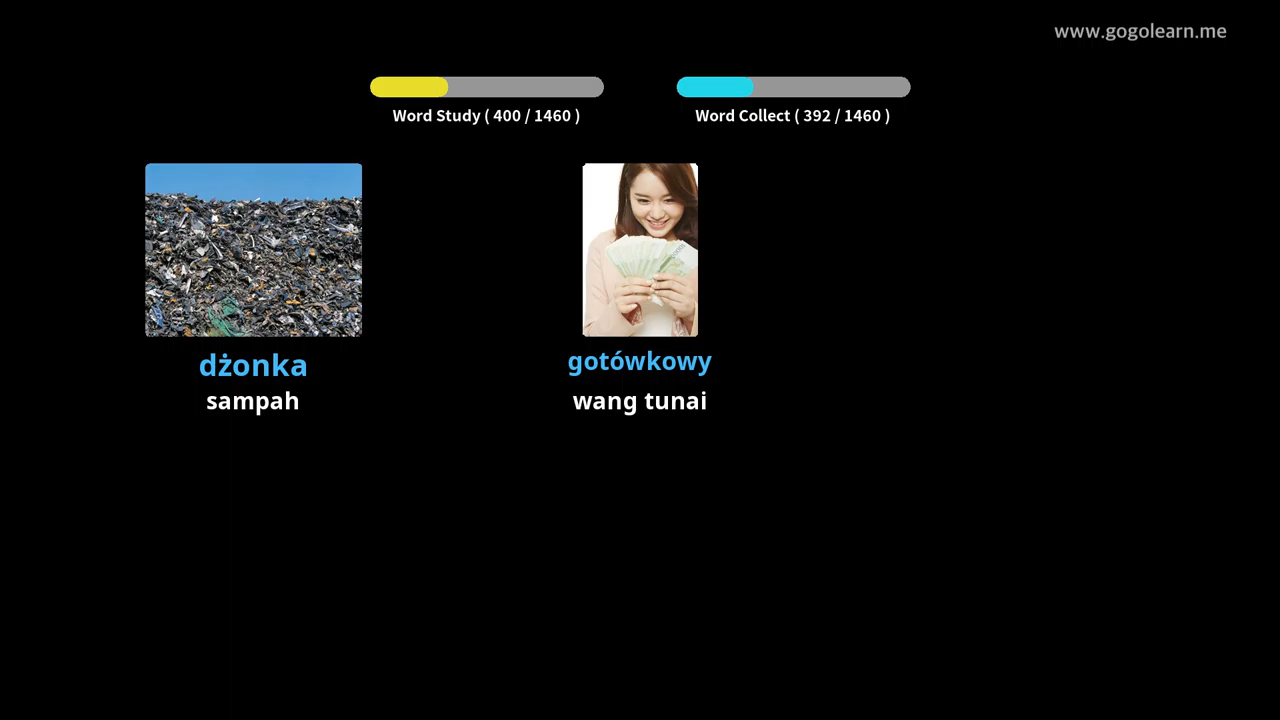 www.gogolearn.me
Word Study ( 400 / 1460 )
Word Collect ( 392 / 1460 )
dżonka
sampah
gotówkowy
wang tunai